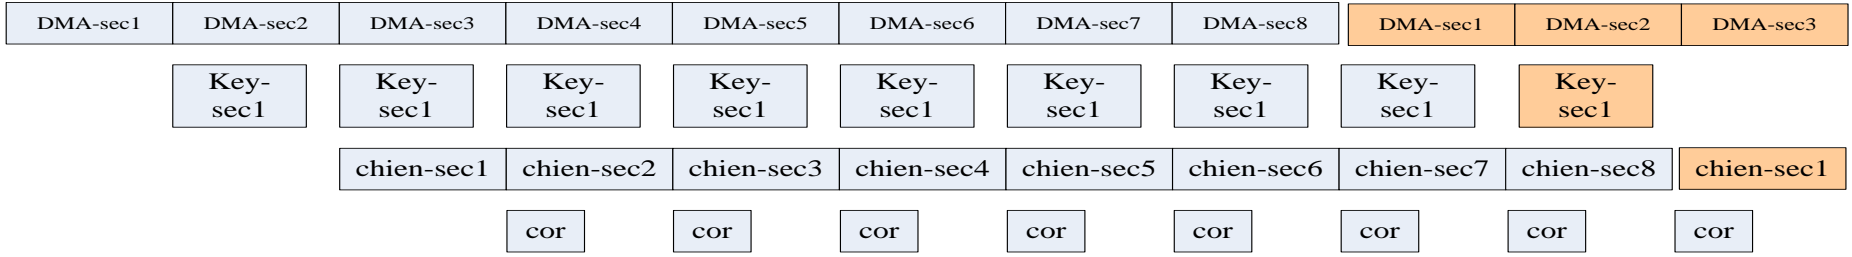 DMA-sec1 DMA-sec2 DMA-sec3 DMA-sec4 DMA-sec5 DMA-sec6 DMA-sec7 DMA-sec8 DMA-sec1 DMA-sec2 DMA-sec3
Key- Key- Key- Key- Key- Key- Key- Key- Key-
sec1 sec1 sec1 sec1 sec1 sec1 sec1 sec1 sec1
chien-sec1 chien-sec2 chien-sec3 chien-sec4 chien-sec5 chien-sec6 chien-sec7 chien-sec8 chien-sec1
cor cor cor cor cor cor cor cor